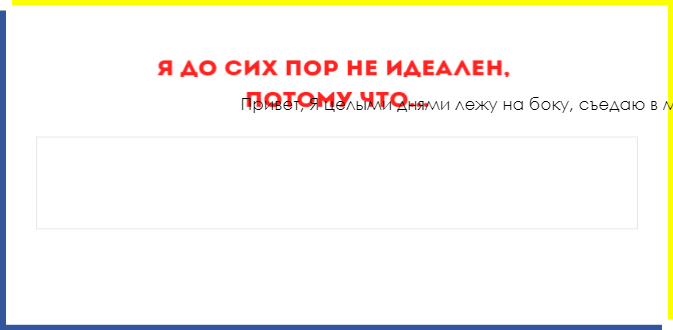 Я ДО СИХ ПОР НЕ ИДЕАЛЕН,
ПОТОМУ ЧТО...
Привет, Я целыми днями лежу на боку, съедаю в м